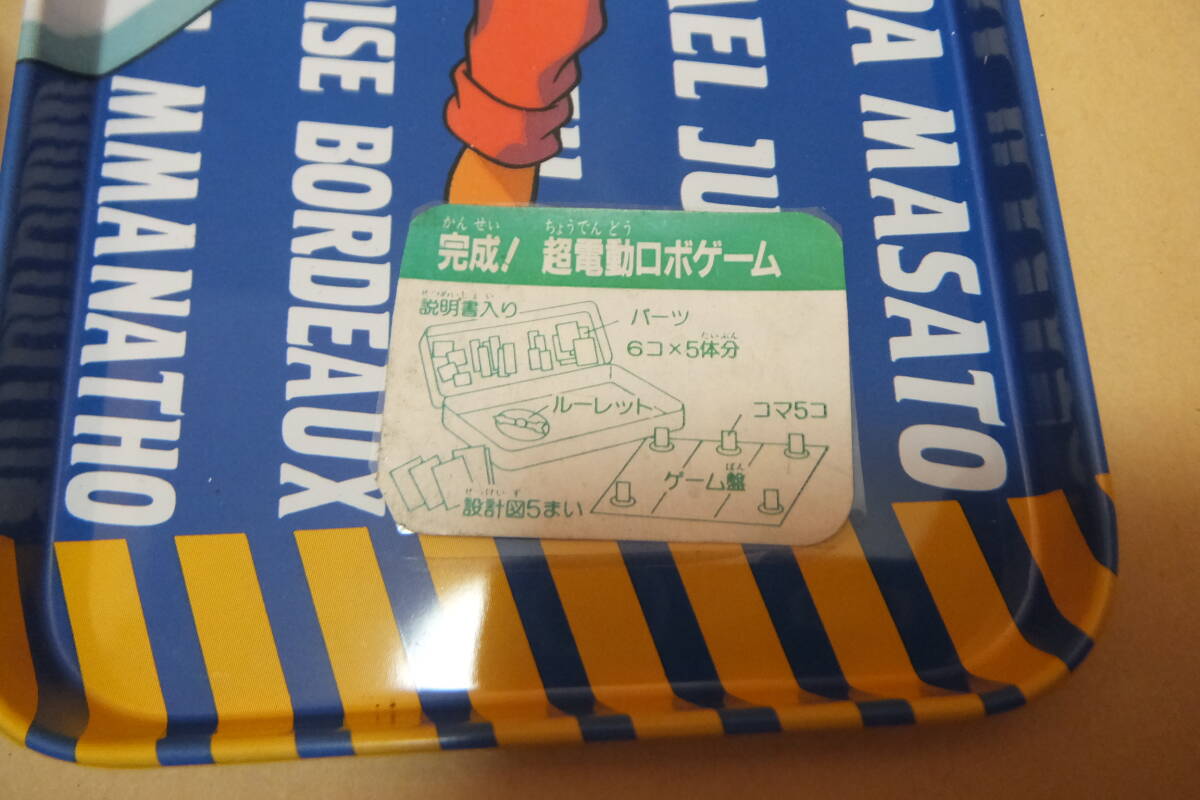 MMANATHO
ISE BORDEAUX
EL JU
DA MASATO
かんせい ちょうでんどう
完成! 超電動ロボゲーム
せつめいしょい
説明書入り
パーツ
たいぶん
6コ×5体分
ルーレット
コマ5コ
ばん
ゲーム盤
せっけいず
設計図5まい